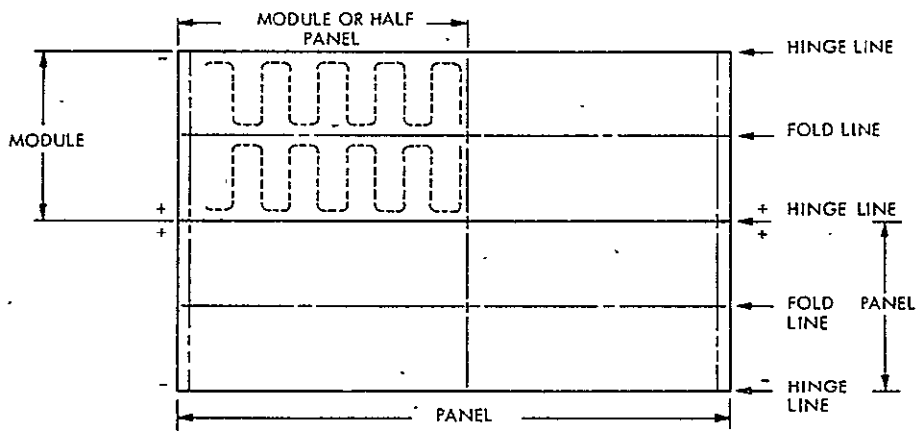 MODULE OR HALF
PANEL
- HINGE LINE
MODULE
FOLD LINE
+ + HINGE LINE
+ +
FOLD
LINE
PANEL
- - HINGE
LINE
PANEL